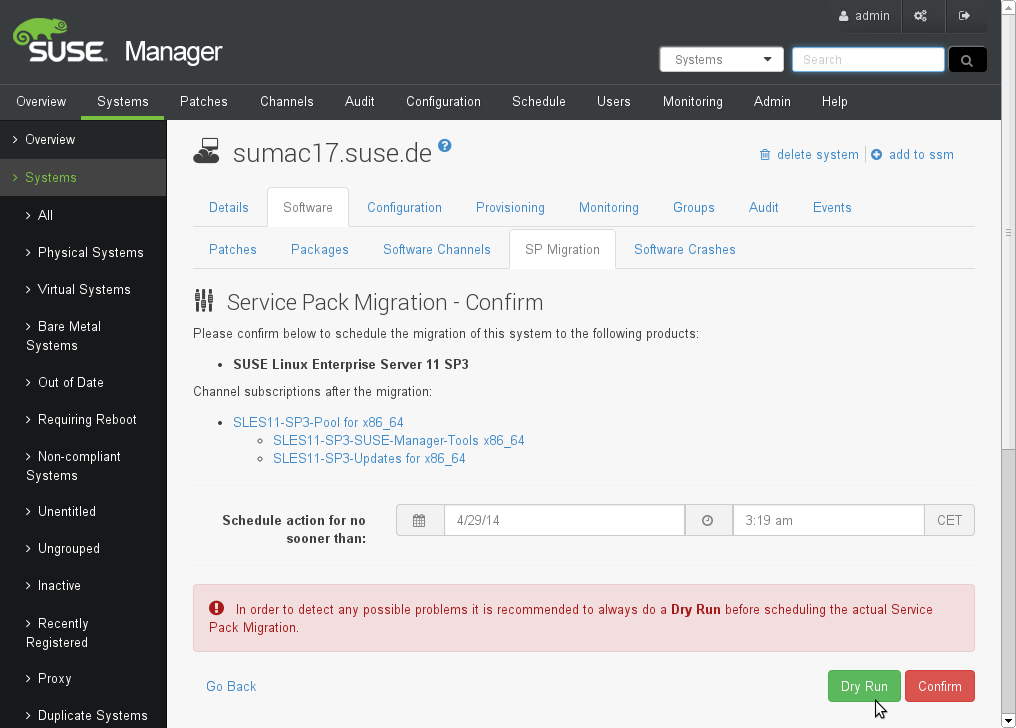 admin
SUSE Manager
Systems
Search
Overview Systems Patches Channels Audit Configuration Schedule Users Monitoring Admin Help
Overview
Systems
All
Physical Systems
Virtual Systems
Bare Metal
Systems
Out of Date
Requiring Reboot
Non-compliant
Systems
Unentitled
Ungrouped
Inactive
Recently
Registered
Proxy
Duplicate Systems
sumac17.suse.de ?
delete system add to ssm
Details Software Configuration Provisioning Monitoring Groups Audit Events
Patches Packages Software Channels SP Migration Software Crashes
Service Pack Migration - Confirm
Please confirm below to schedule the migration of this system to the following products:
• SUSE Linux Enterprise Server 11 SP3
Channel subscriptions after the migration:
• SLES11-SP3-Pool for x86_64
◦ SLES11-SP3-SUSE-Manager-Tools x86_64
◦ SLES11-SP3-Updates for x86_64
Schedule action for no
sooner than:
4/29/14 3:19 am CET
In order to detect any possible problems it is recommended to always do a Dry Run before scheduling the actual Service
Pack Migration.
Go Back Dry Run Confirm